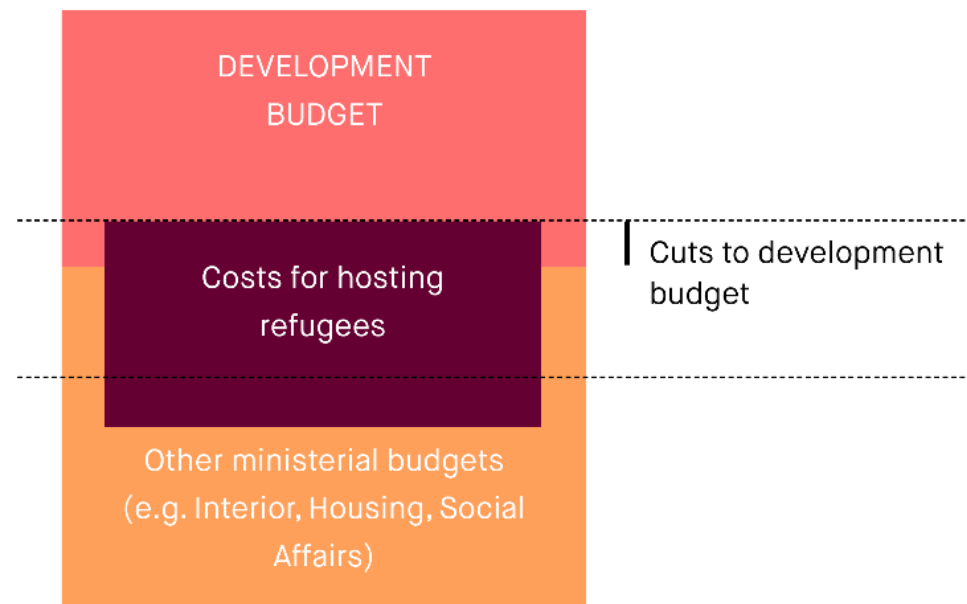 DEVELOPMENT
BUDGET
Costs for hosting
refugees
Cuts to development
budget
Other ministerial budgets
(e.g. Interior, Housing, Social
Affairs)